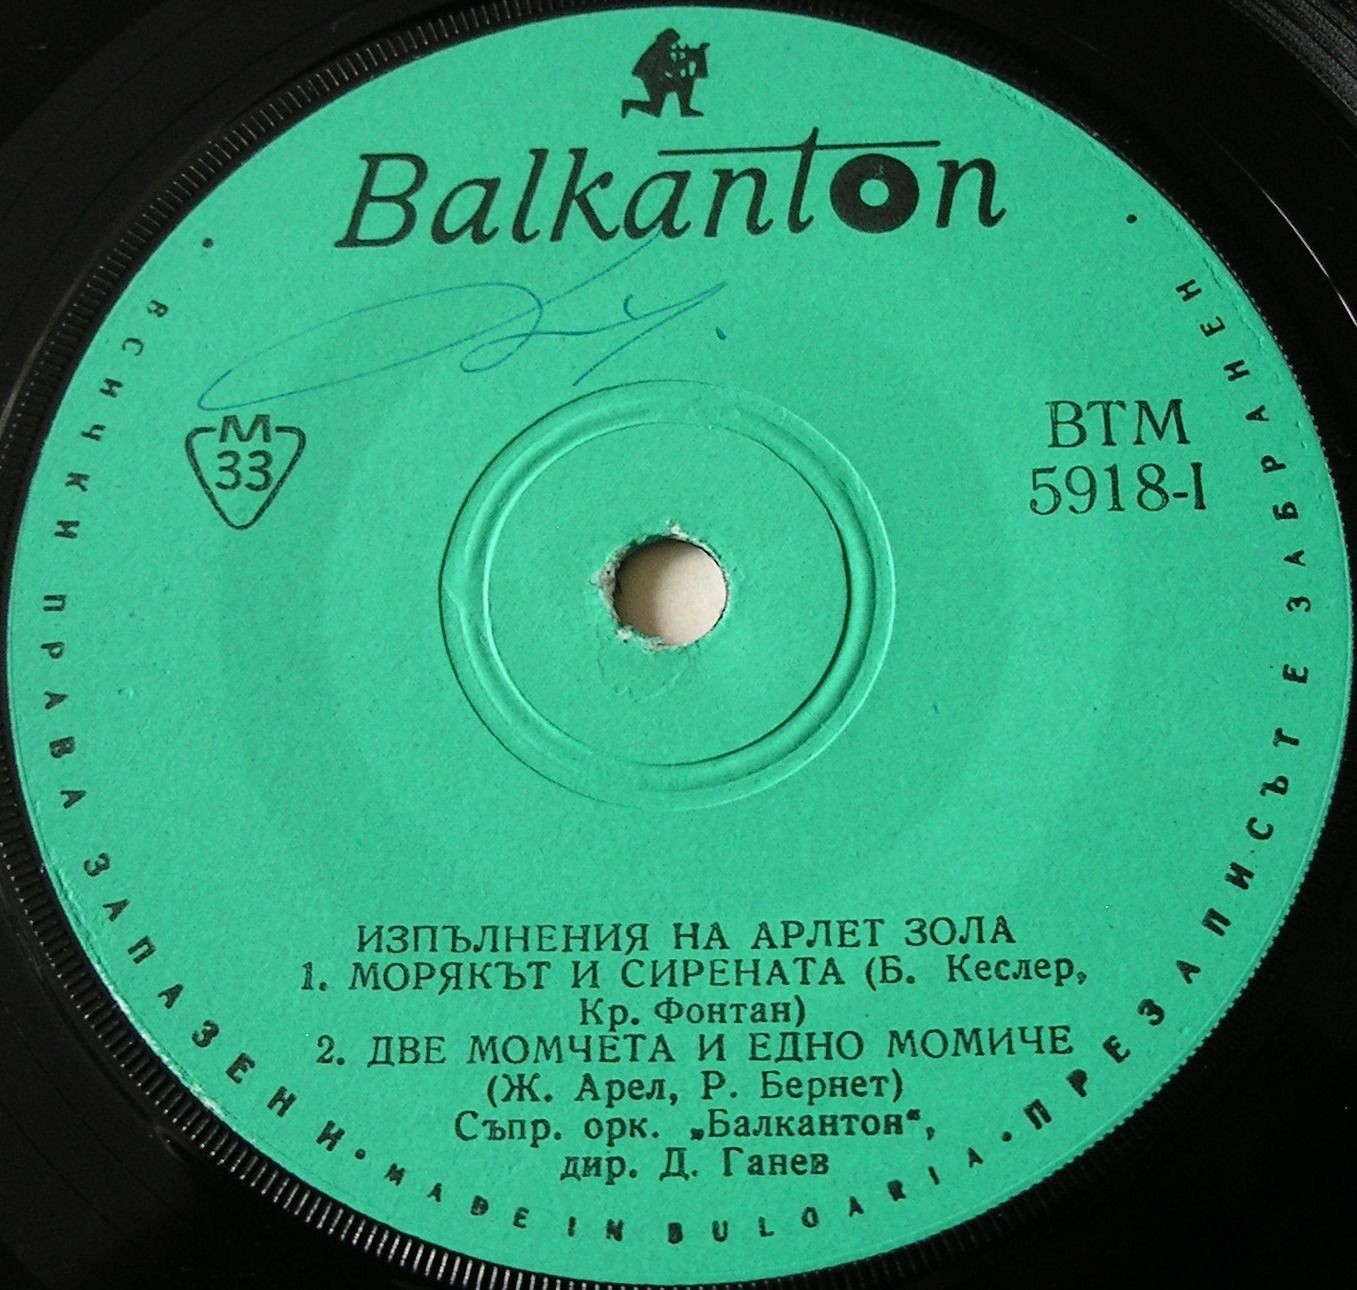 Balkanton
M
33
ВТМ
5918-I
ИЗПЪЛНЕНИЯ НА АРЛЕТ ЗОЛА
1. МОРЯКЪТ И СИРЕНАТА (Б. Кеслер,
Кр. Фонтан)
2. ДВЕ МОМЧЕТА И ЕДНО МОМИЧЕ
(Ж. Арел, Р. Бернет)
Съпр. орк. „Балкантон“,
дир. Д. Ганев
• ВСИЧКИ ПРАВА ЗАПАЗЕНИ • MADE IN BULGARIA • ПРЕЗАПИСЪТ Е ЗАБРАНЕН •